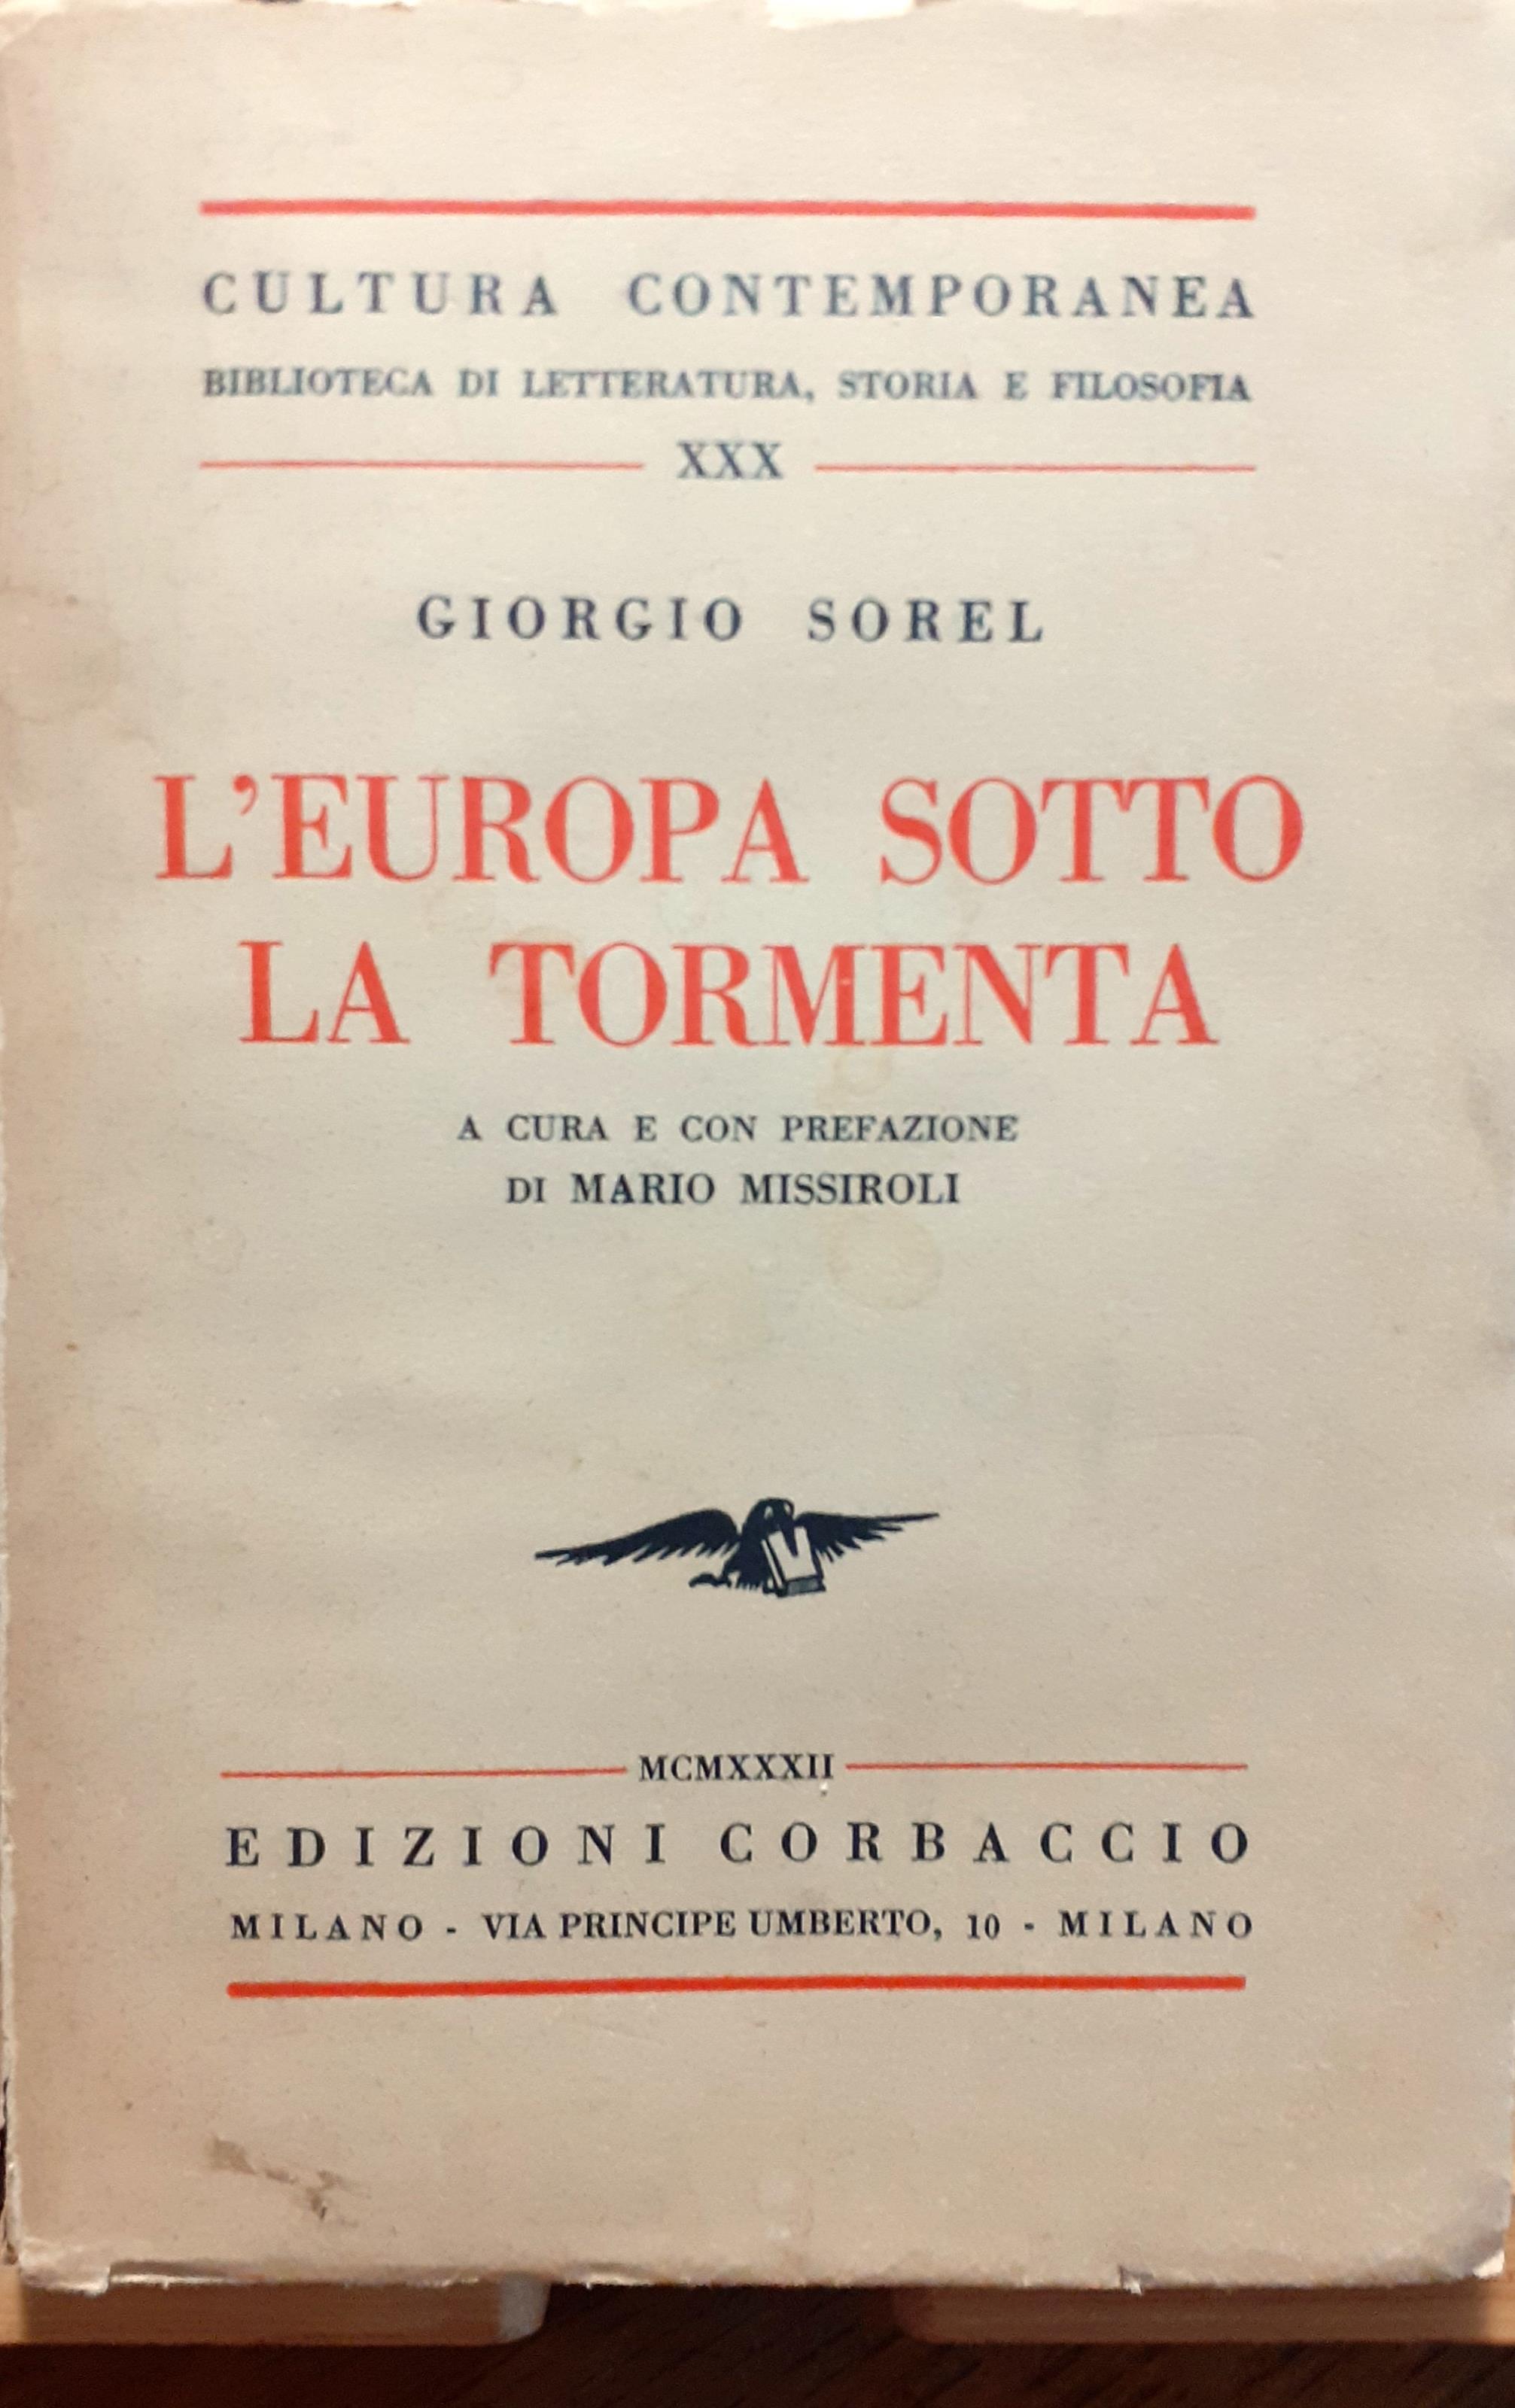 CULTURA CONTEMPORANEA
BIBLIOTECA DI LETTERATURA, STORIA E FILOSOFIA
XXX
GIORGIO SOREL
L'EUROPA SOTTO
LA TORMENTA
A CURA E CON PREFAZIONE
DI MARIO MISSIROLI
MCMXXXII
EDIZIONI CORBACCIO
MILANO - VIA PRINCIPE UMBERTO, 10 - MILANO